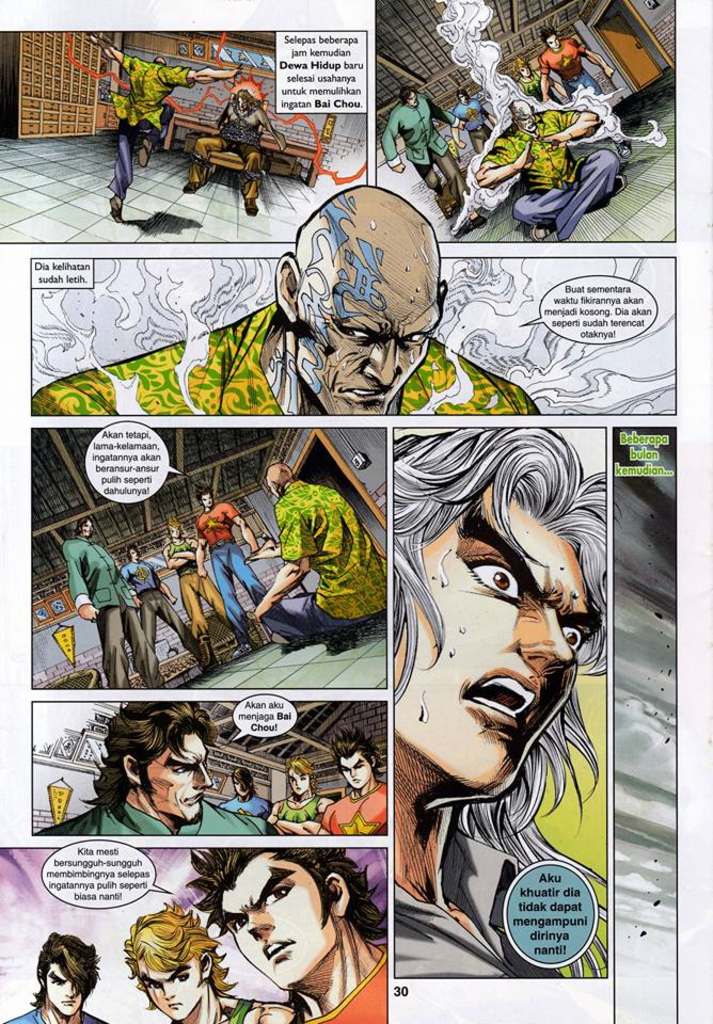 Selepas beberapa
jam kemudian
Dewa Hidup baru
selesai usahanya
untuk memulihkan
ingatan Bai Chou.
Dia kelihatan
sudah letih.
Buat sementara
waktu fikirannya akan
menjadi kosong. Dia akan
seperti sudah terencat
otaknya!
Akan tetapi,
lama-kelamaan,
ingatannya akan
beransur-ansur
pulih seperti
dahulunya!
Akan aku
menjaga Bai
Chou!
Kita mesti
bersungguh-sungguh
membimbingnya selepas
ingatannya pulih seperti
biasa nanti!
Aku
khuatir dia
tidak dapat
mengampuni
dirinya
nanti!
Beberapa
bulan
kemudian...
30